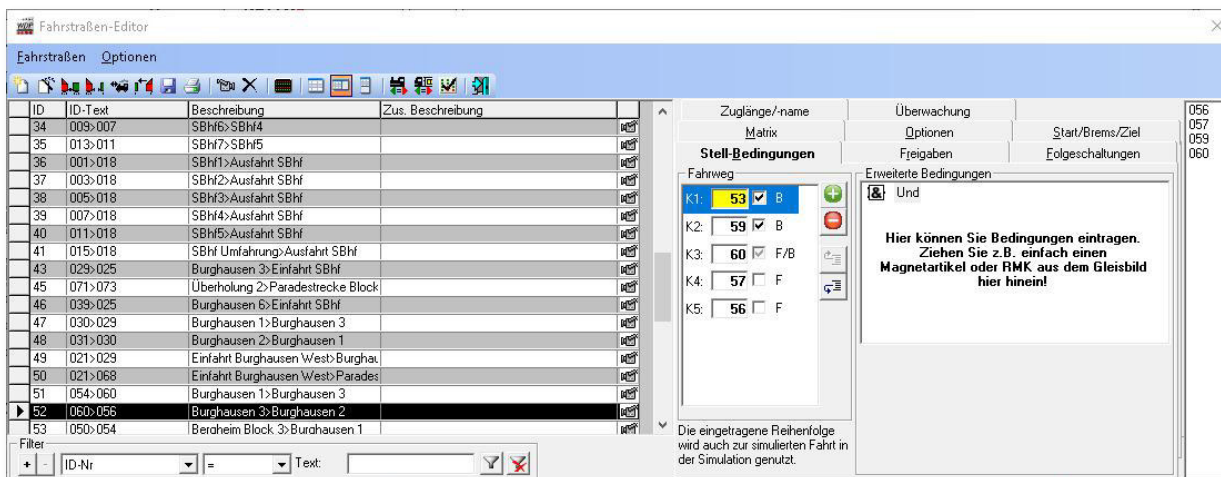 WDP Fahrstraßen-Editor
Fahrstraßen Optionen
ID ID-Text Beschreibung Zus. Beschreibung
34 009>007 SBhf6>SBhf4
35 013>011 SBhf7>SBhf5
36 001>018 SBhf1>Ausfahrt SBhf
37 003>018 SBhf2>Ausfahrt SBhf
38 005>018 SBhf3>Ausfahrt SBhf
39 007>018 SBhf4>Ausfahrt SBhf
40 011>018 SBhf5>Ausfahrt SBhf
41 015>018 SBhf Umfahrung>Ausfahrt SBhf
43 029>025 Burghausen 3>Einfahrt SBhf
45 071>073 Überholung 2>Paradestrecke Block
46 039>025 Burghausen 6>Einfahrt SBhf
47 030>029 Burghausen 1>Burghausen 3
48 031>030 Burghausen 2>Burghausen 1
49 021>029 Einfahrt Burghausen West>Burghau
50 021>068 Einfahrt Burghausen West>Parades
51 054>060 Burghausen 1>Burghausen 3
52 060>056 Burghausen 3>Burghausen 2
53 050>054 Bergheim Block 3>Burghausen 1
Filter
+ - ID-Nr = Text:
Zuglänge/-name Überwachung
Matrix Optionen Start/Brems/Ziel
Stell-Bedingungen Freigaben Folgeschaltungen
Fahrweg
K1: 53 B
K2: 59 B
K3: 60 F/B
K4: 57 F
K5: 56 F
Erweiterte Bedingungen
& Und
Hier können Sie Bedingungen eintragen.
Ziehen Sie z.B. einfach einen
Magnetartikel oder RMK aus dem Gleisbild
hier hinein!
Die eingetragene Reihenfolge
wird auch zur simulierten Fahrt in
der Simulation genutzt.
056
057
059
060